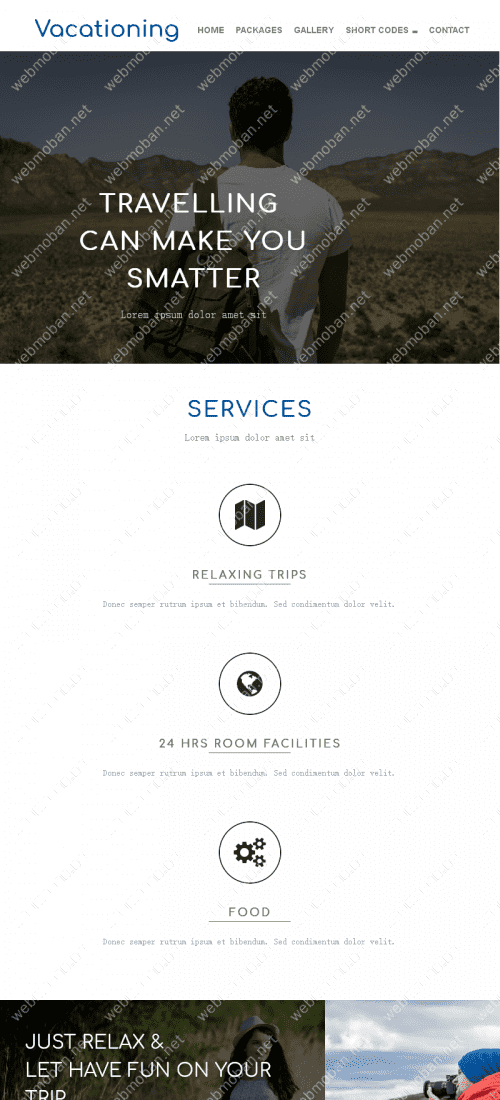 Vacationing
HOME PACKAGES GALLERY SHORT CODES CONTACT
TRAVELLING
CAN MAKE YOU
SMATTER
Lorem ipsum dolor amet sit
SERVICES
Lorem ipsum dolor amet sit
RELAXING TRIPS
Donec semper rutrum ipsum et bibendum. Sed condimentum dolor velit.
24 HRS ROOM FACILITIES
Donec semper rutrum ipsum et bibendum. Sed condimentum dolor velit.
FOOD
Donec semper rutrum ipsum et bibendum. Sed condimentum dolor velit.
JUST RELAX &
LET HAVE FUN ON YOUR
TRIP
webmoban.net